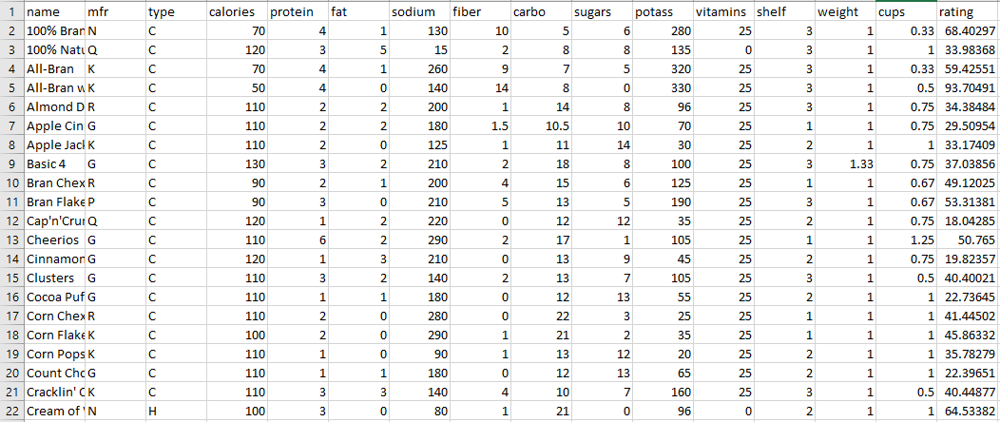 1 name mfr type calories protein fat sodium fiber carbo sugars potass vitamins shelf weight cups rating
2 100% Bran N C 70 4 1 130 10 5 6 280 25 3 1 0.33 68.40297
3 100% Natu Q C 120 3 5 15 2 8 8 135 0 3 1 1 33.98368
4 All-Bran K C 70 4 1 260 9 7 5 320 25 3 1 0.33 59.42551
5 All-Bran w K C 50 4 0 140 14 8 0 330 25 3 1 0.5 93.70491
6 Almond D R C 110 2 2 200 1 14 8 96 25 3 1 0.75 34.38484
7 Apple Cin G C 110 2 2 180 1.5 10.5 10 70 25 1 1 0.75 29.50954
8 Apple Jack K C 110 2 0 125 1 11 14 30 25 2 1 1 33.17409
9 Basic 4 G C 130 3 2 210 2 18 8 100 25 3 1.33 0.75 37.03856
10 Bran Chex R C 90 2 1 200 4 15 6 125 25 1 1 0.67 49.12025
11 Bran Flake P C 90 3 0 210 5 13 5 190 25 3 1 0.67 53.31381
12 Cap'n'Crun Q C 120 1 2 220 0 12 12 35 25 2 1 0.75 18.04285
13 Cheerios G C 110 6 2 290 2 17 1 105 25 1 1 1.25 50.765
14 Cinnamon G C 120 1 3 210 0 13 9 45 25 2 1 0.75 19.82357
15 Clusters G C 110 3 2 140 2 13 7 105 25 3 1 0.5 40.40021
16 Cocoa Puf G C 110 1 1 180 0 12 13 55 25 2 1 1 22.73645
17 Corn Chex R C 110 2 0 280 0 22 3 25 25 1 1 1 41.44502
18 Corn Flake K C 100 2 0 290 1 21 2 35 25 1 1 1 45.86332
19 Corn Pops K C 110 1 0 90 1 13 12 20 25 2 1 1 35.78279
20 Count Cho G C 110 1 1 180 0 12 13 65 25 2 1 1 22.39651
21 Cracklin' O K C 110 3 3 140 4 10 7 160 25 3 1 0.5 40.44877
22 Cream of N H 100 3 0 80 1 21 0 96 0 2 1 1 64.53382